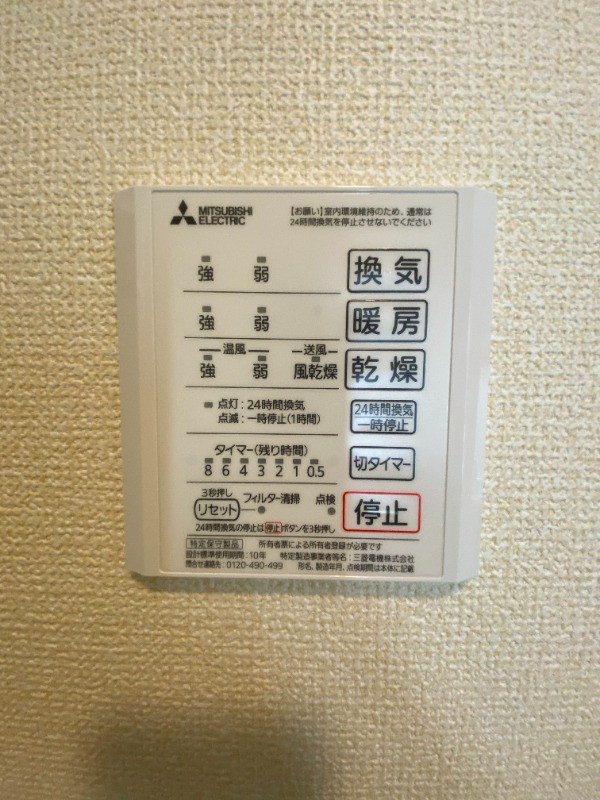 MITSUBISHI
ELECTRIC
【お願い】室内環境維持のため、通常は
24時間換気を停止させないでください
強 弱 換気
強 弱 暖房
温風 送風
強 弱 風乾燥 乾燥
点灯:24時間換気
点滅:一時停止(1時間)
24時間換気
一時停止
タイマー(残り時間)
8 6 4 3 2 1 0.5
切タイマー
3秒押し
リセット フィルター清掃 点検
停止
24時間換気の停止は停止ボタンを3秒押し
特定保守製品 所有者票による所有者登録が必要です
設計標準使用期間:10年 特定製造事業者等名:三菱電機株式会社
問合せ連絡先:0120-490-499 形名、製造年月、点検期間は本体に記載